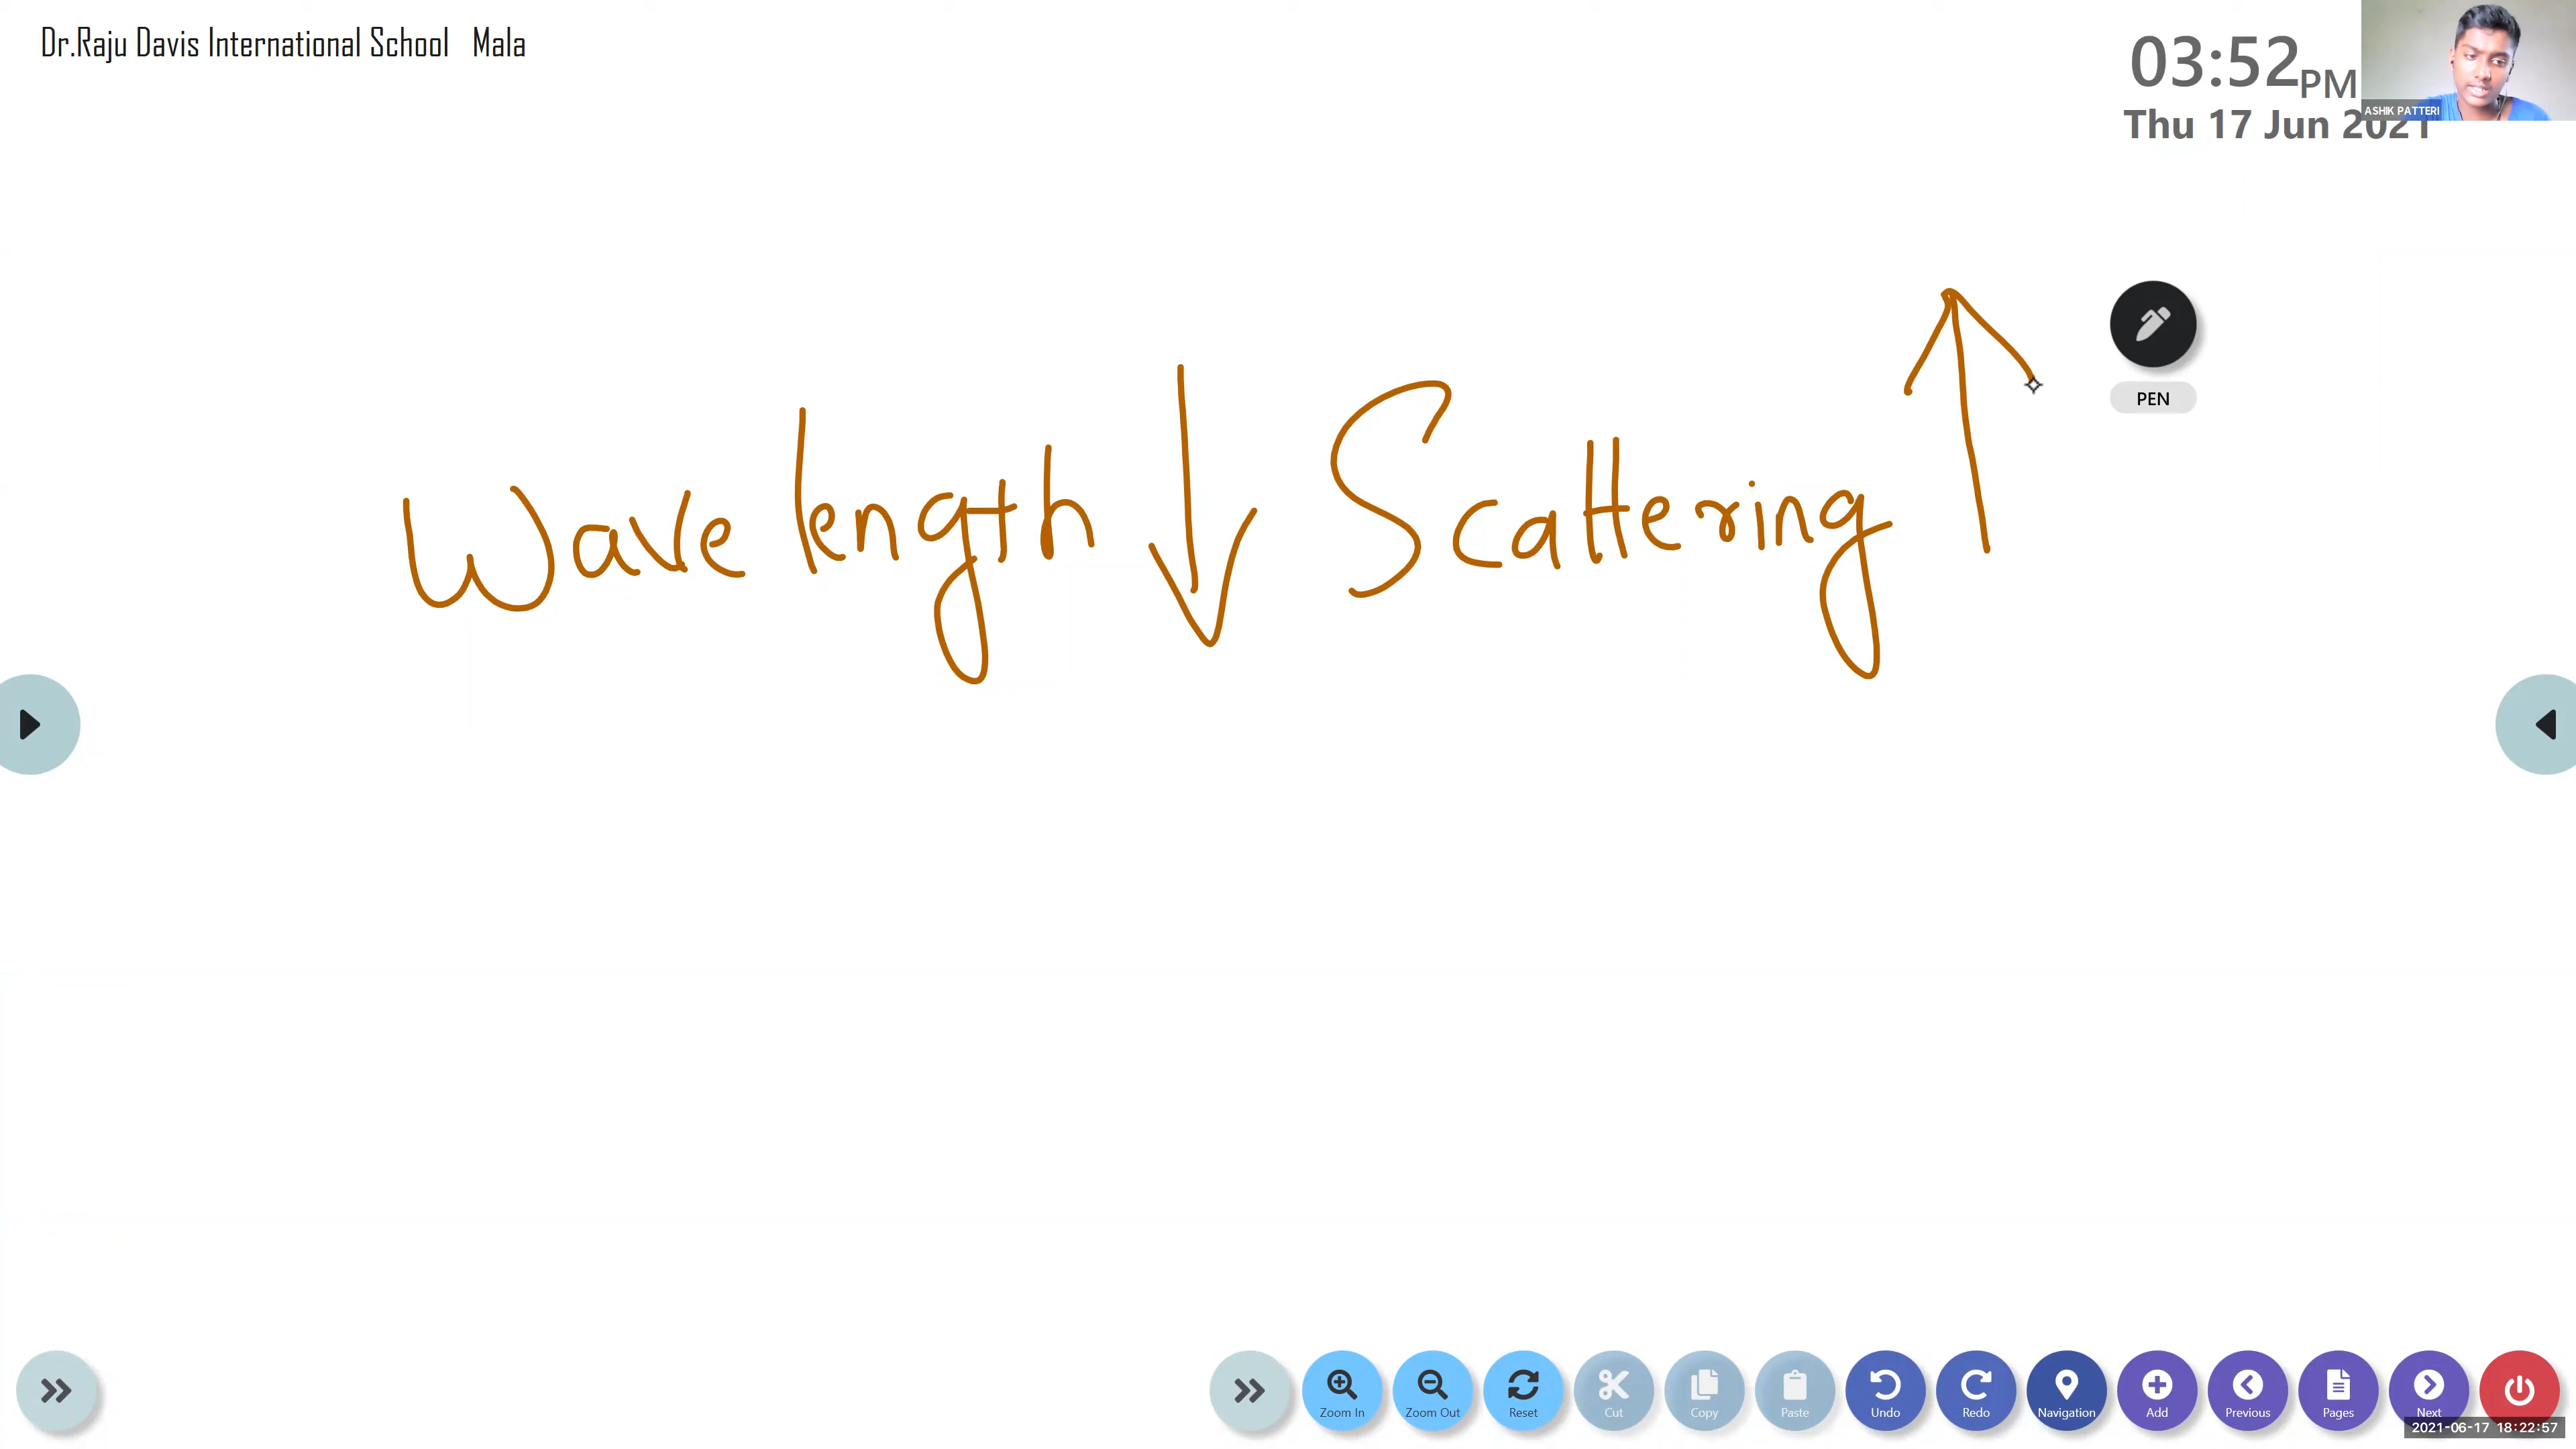 Dr.Raju Davis International School Mala
03:52PM
Thu 17 Jun 2021
ASHIK PATTERI
Wavelength ↓ Scattering ↑
PEN
Zoom In Zoom Out Reset Cut Copy Paste Undo Redo Navigation Add Previous Pages Next
2021-06-17 18:22:57